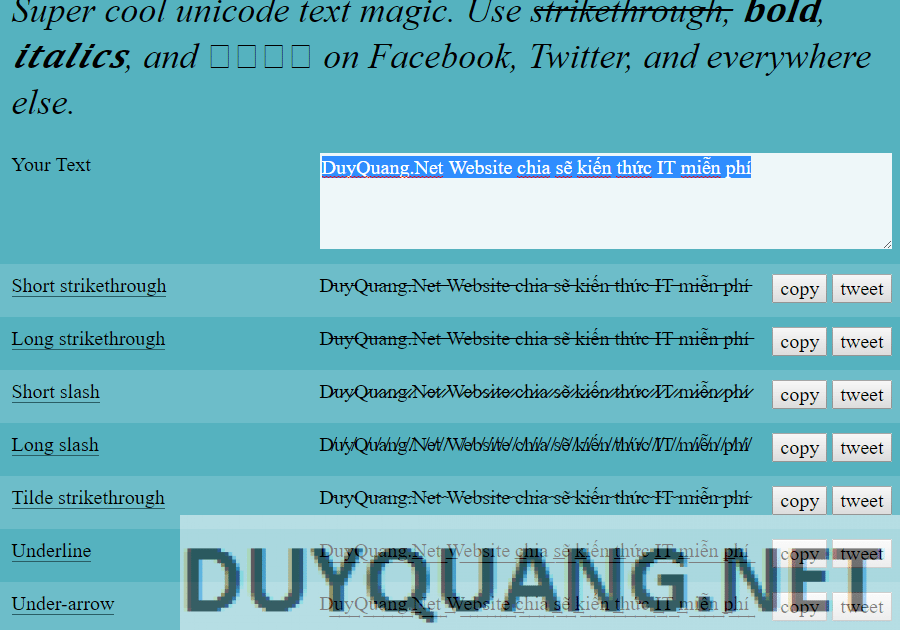 Super cool unicode text magic. Use strikethrough, bold,
italics, and □□□□ on Facebook, Twitter, and everywhere
else.
Your Text
DuyQuang.Net Website chia sẽ kiến thức IT miễn phí
Short strikethrough DuyQuang.Net Website chia sẽ kiến thức IT miễn phí copy tweet
Long strikethrough DuyQuang.Net Website chia sẽ kiến thức IT miễn phí copy tweet
Short slash DuyQuang.Net Website chia sẽ kiến thức IT miễn phí copy tweet
Long slash DuyQuang.Net Website chia sẽ kiến thức IT miễn phí copy tweet
Tilde strikethrough DuyQuang.Net Website chia sẽ kiến thức IT miễn phí copy tweet
Underline DuyQuang.Net Website chia sẽ kiến thức IT miễn phí copy tweet
Under-arrow DuyQuang.Net Website chia sẽ kiến thức IT miễn phí copy tweet
DUYQUANG.NET